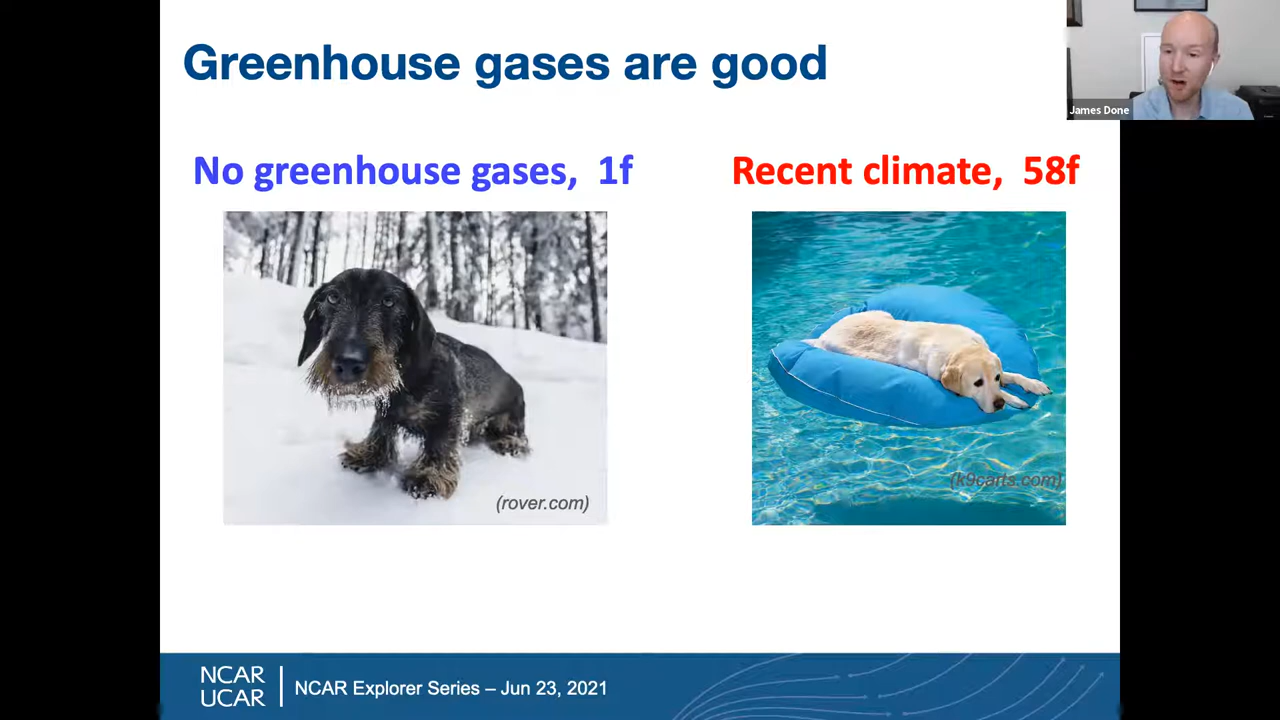 Greenhouse gases are good
James Done
No greenhouse gases, 1f
Recent climate, 58f
(rover.com)
(k9carts.com)
NCAR
UCAR
NCAR Explorer Series – Jun 23, 2021